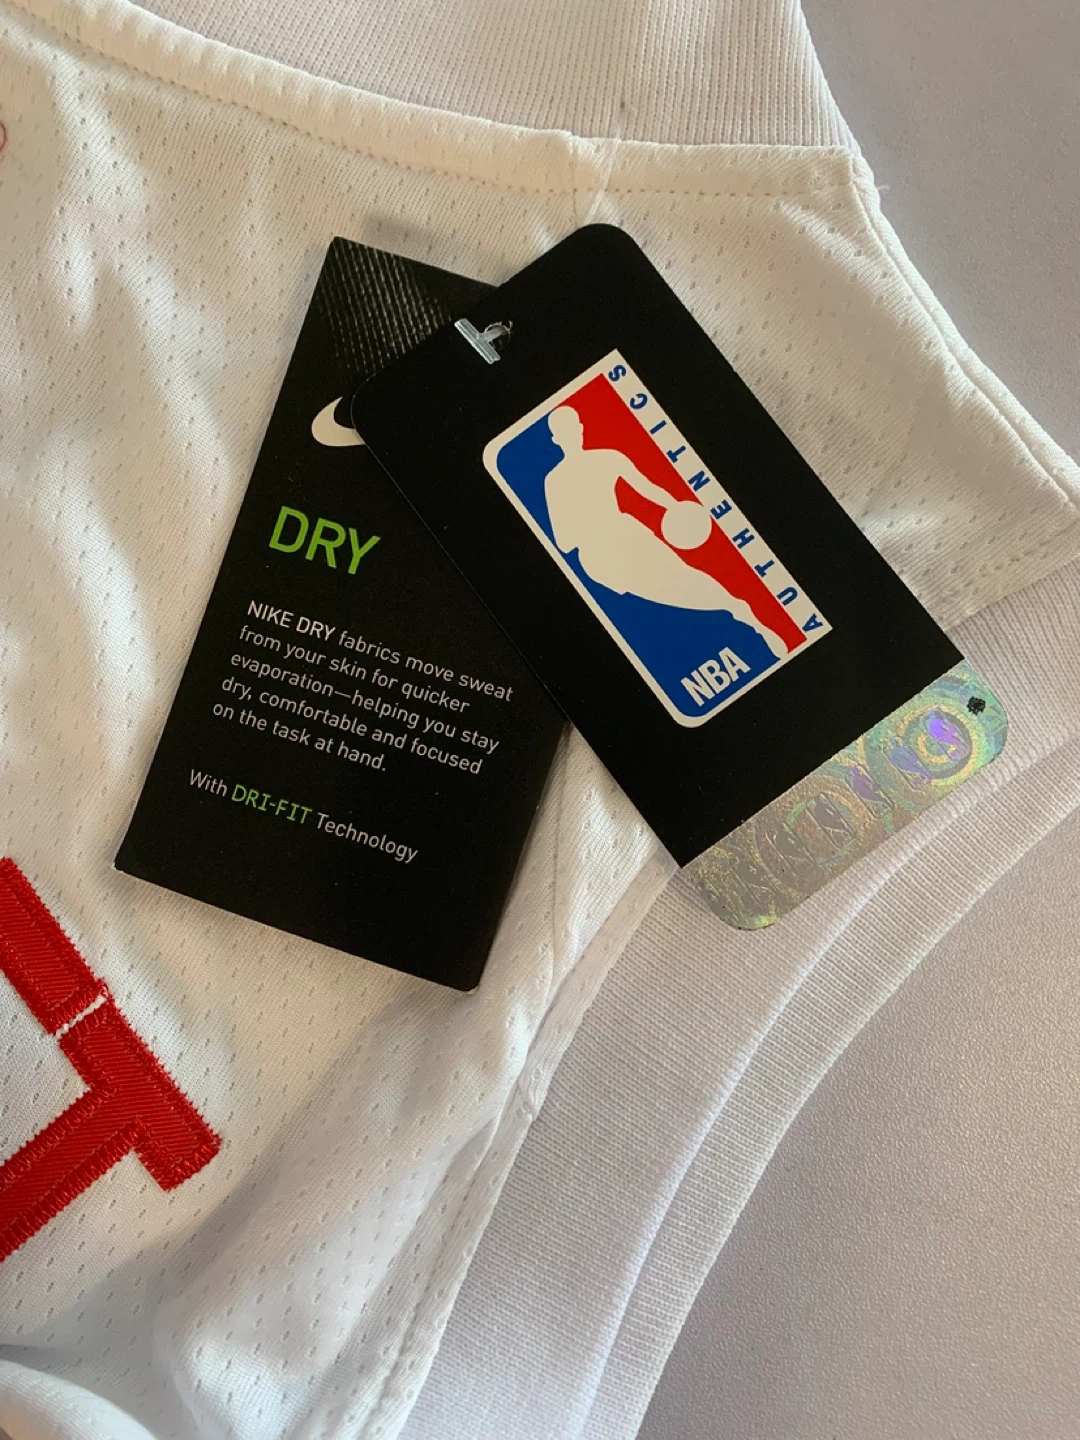 DRY
NIKE DRY fabrics move sweat
from your skin for quicker
evaporation—helping you stay
dry, comfortable and focused
on the task at hand.
With DRI-FIT Technology
AUTHENTICS
NBA